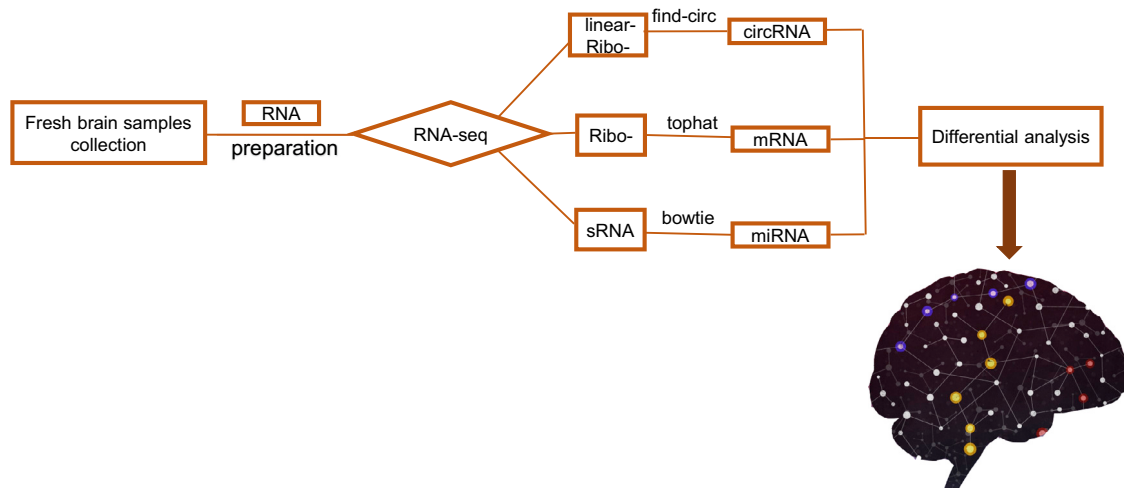 Fresh brain samples
collection
RNA
preparation
RNA-seq
linear-
Ribo-
find-circ
circRNA
Ribo-
tophat
mRNA
sRNA
bowtie
miRNA
Differential analysis